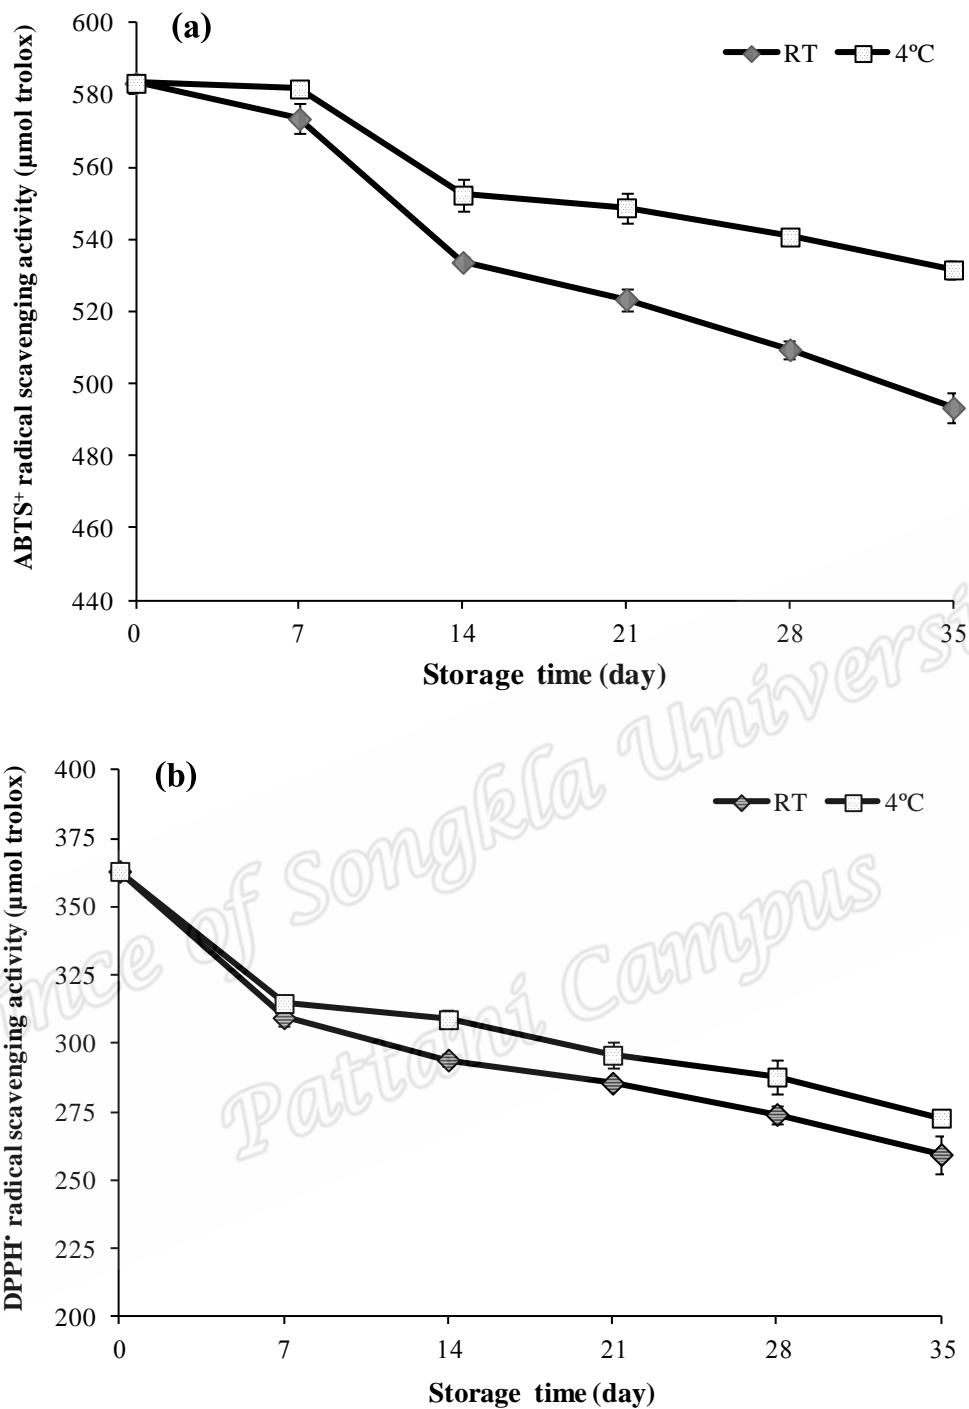 (a)
RT 4ºC
600
580
560
540
520
500
480
460
440
ABTS⁺ radical scavenging activity (µmol trolox)
0 7 14 21 28 35
Storage time (day)
(b)
RT 4ºC
400
375
350
325
300
275
250
225
200
DPPH• radical scavenging activity (µmol trolox)
0 7 14 21 28 35
Storage time (day)
of Songkla
Pattani Campus